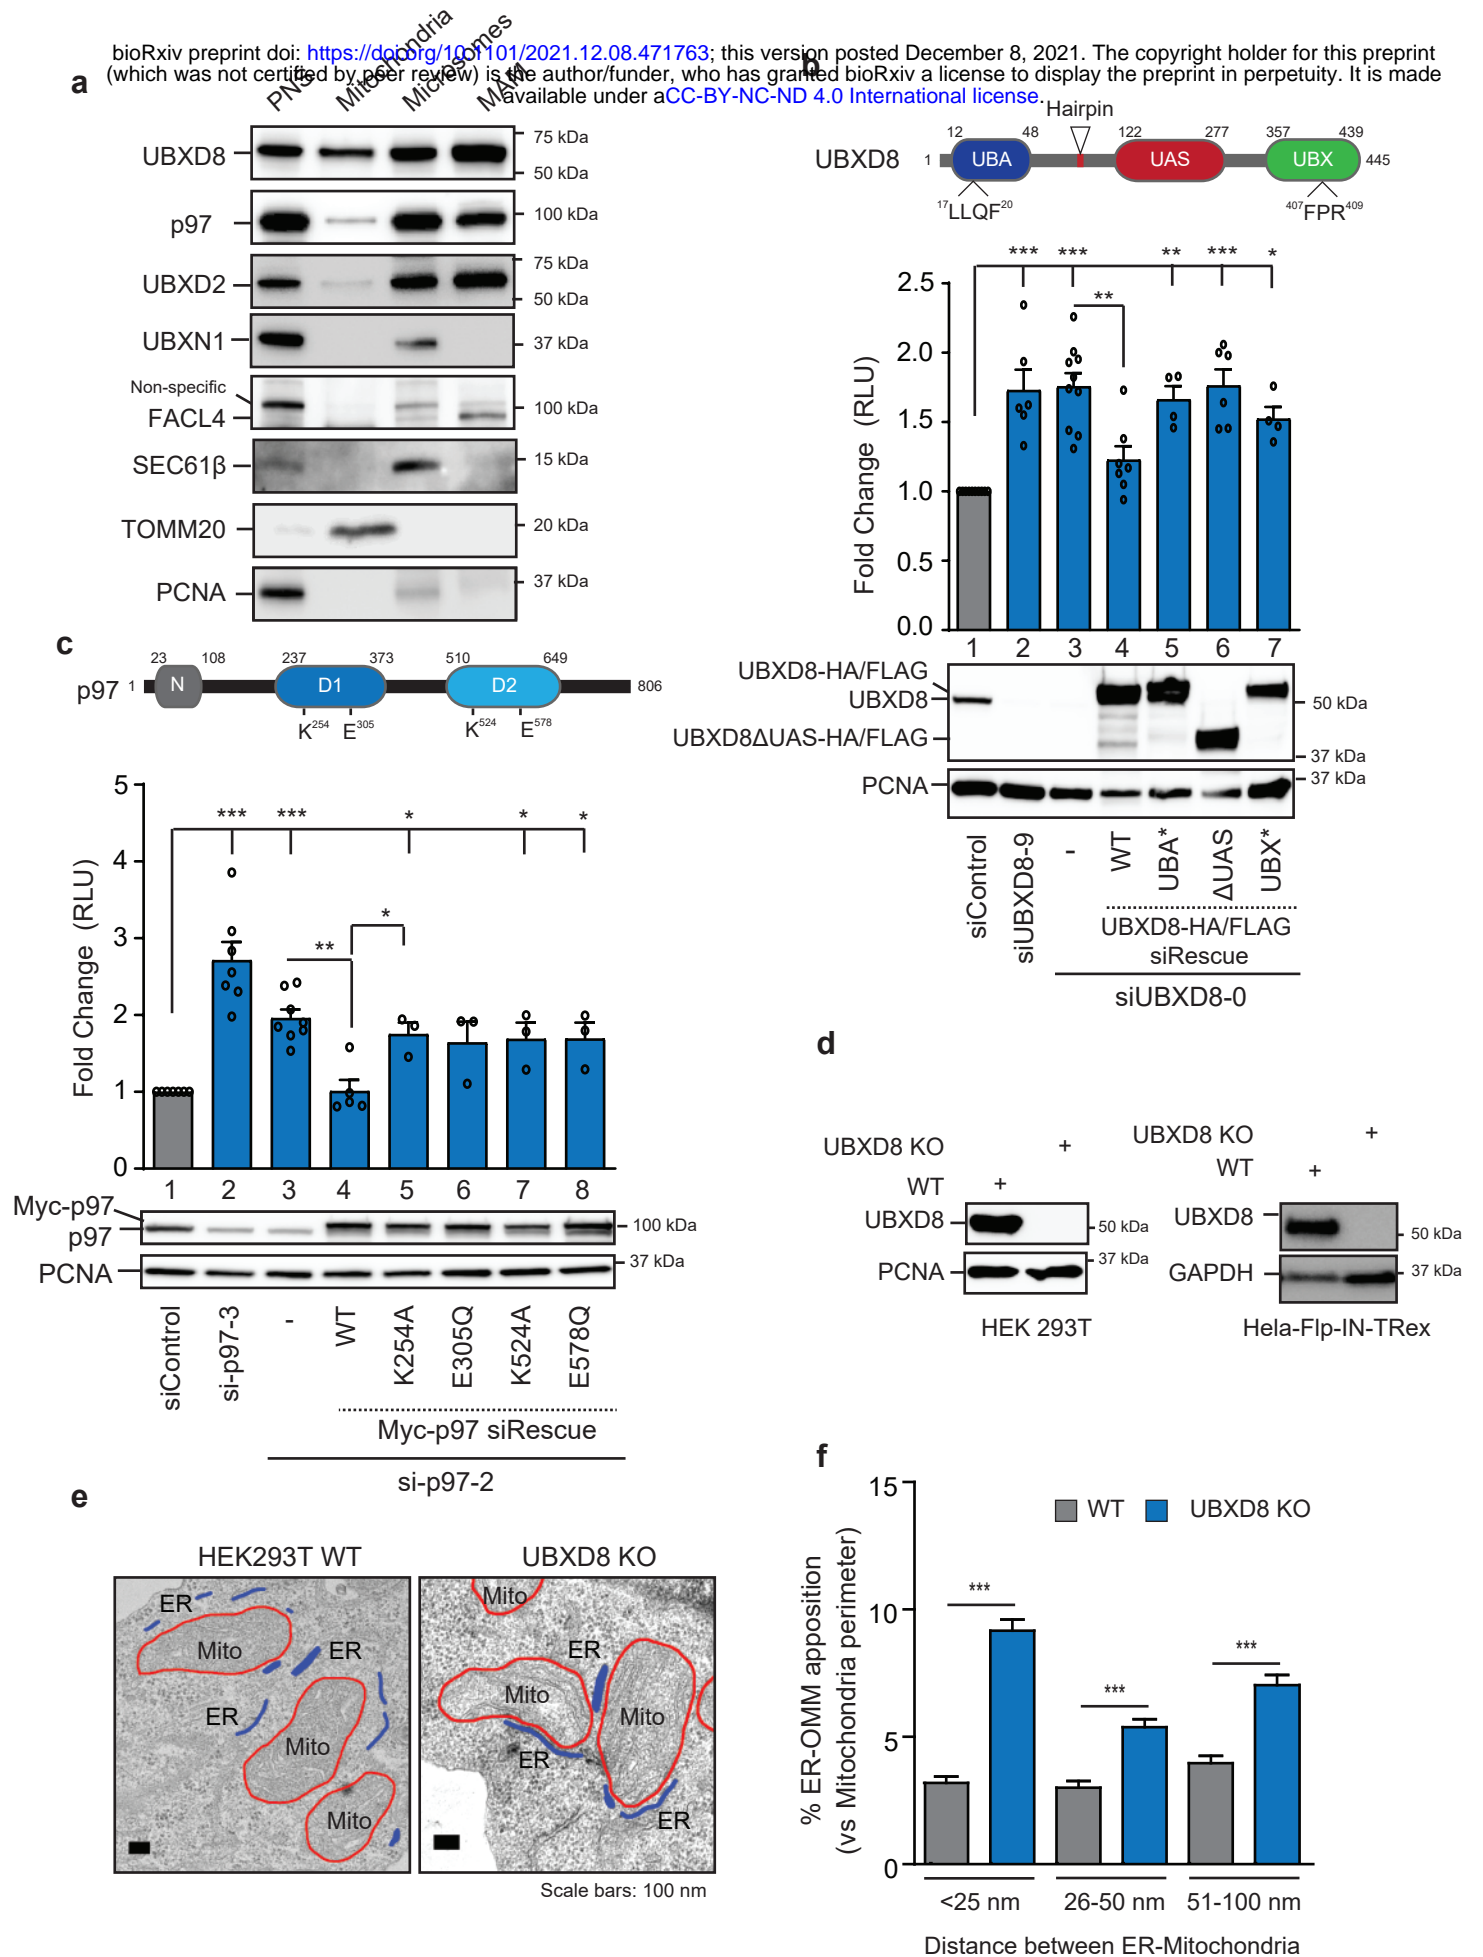 bioRxiv preprint doi: https://doi.org/10.1101/2021.12.08.471763; this version posted December 8, 2021. The copyright holder for this preprint
(which was not certified by peer review) is the author/funder, who has granted bioRxiv a license to display the preprint in perpetuity. It is made
available under aCC-BY-NC-ND 4.0 International license.
a
PNS Mitochondria Microsomes MAM
UBXD8
75 kDa
50 kDa
p97
100 kDa
UBXD2
75 kDa
50 kDa
UBXN1
37 kDa
Non-specific
FACL4
100 kDa
SEC61β
15 kDa
TOMM20
20 kDa
PCNA
37 kDa
b
Hairpin
12 48 122 277 357 439
UBXD8 1 UBA UAS UBX 445
17LLQF20 407FPR409
*** *** ** *** *
**
Fold Change (RLU)
2.5
2.0
1.5
1.0
0.5
0.0
1 2 3 4 5 6 7
UBXD8-HA/FLAG
UBXD8
50 kDa
UBXD8ΔUAS-HA/FLAG
37 kDa
PCNA
37 kDa
siControl siUBXD8-9 - WT UBA* ΔUAS UBX*
UBXD8-HA/FLAG
siRescue
siUBXD8-0
c
23 108 237 373 510 649
p97 1 N D1 D2 806
K254 E305 K524 E578
*** *** * * *
** *
Fold Change (RLU)
5
4
3
2
1
0
1 2 3 4 5 6 7 8
Myc-p97
p97
100 kDa
PCNA
37 kDa
siControl si-p97-3 - WT K254A E305Q K524A E578Q
Myc-p97 siRescue
si-p97-2
d
UBXD8 KO +
WT +
UBXD8
50 kDa
PCNA
37 kDa
HEK 293T
UBXD8 KO +
WT +
UBXD8
50 kDa
GAPDH
37 kDa
Hela-Flp-IN-TRex
e
HEK293T WT
ER
Mito
ER
ER
Mito
Mito
UBXD8 KO
Mito
ER
Mito
Mito
ER
ER
Scale bars: 100 nm
f
WT UBXD8 KO
% ER-OMM apposition
(vs Mitochondria perimeter)
15
10
5
0
*** *** ***
<25 nm 26-50 nm 51-100 nm
Distance between ER-Mitochondria